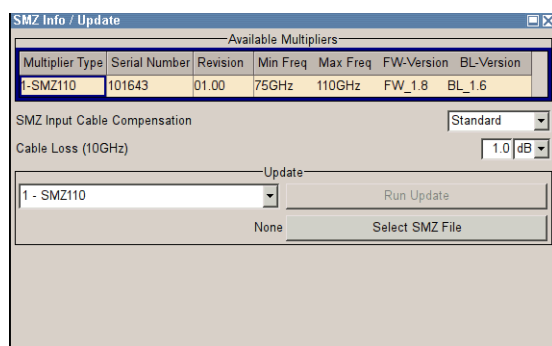 SMZ Info / Update
Available Multipliers
Multiplier Type Serial Number Revision Min Freq Max Freq FW-Version BL-Version
1-SMZ110 101643 01.00 75GHz 110GHz FW_1.8 BL_1.6
SMZ Input Cable Compensation Standard
Cable Loss (10GHz) 1.0 dB
Update
1 - SMZ110 Run Update
None Select SMZ File